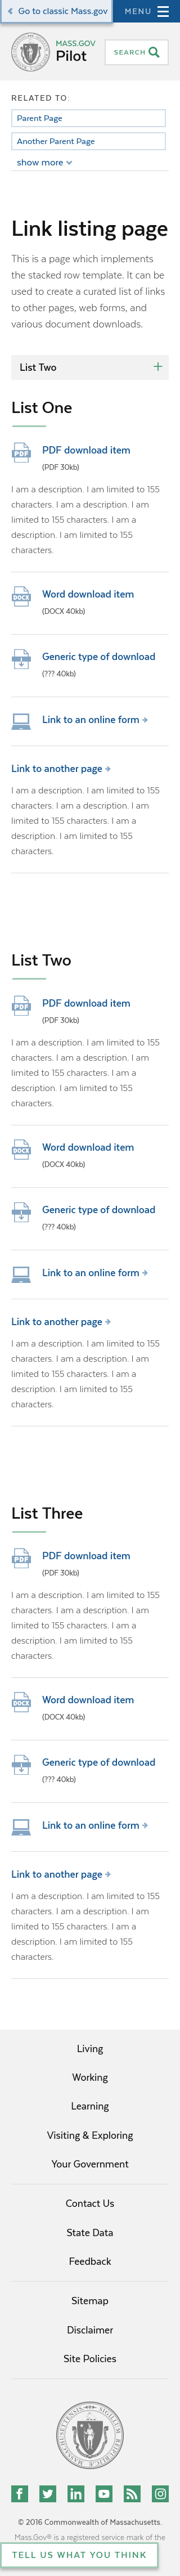 Go to classic Mass.gov
MENU
MASS.GOV
Pilot
SEARCH
RELATED TO:
Parent Page
Another Parent Page
show more
Link listing page
This is a page which implements
the stacked row template. It can be
used to create a curated list of links
to other pages, web forms, and
various document downloads.
List Two
List One
PDF
PDF download item
(PDF 30kb)
I am a description. I am limited to 155
characters. I am a description. I am
limited to 155 characters. I am a
description. I am limited to 155
characters.
DOCX
Word download item
(DOCX 40kb)
Generic type of download
(??? 40kb)
Link to an online form
Link to another page
I am a description. I am limited to 155
characters. I am a description. I am
limited to 155 characters. I am a
description. I am limited to 155
characters.
List Two
PDF
PDF download item
(PDF 30kb)
I am a description. I am limited to 155
characters. I am a description. I am
limited to 155 characters. I am a
description. I am limited to 155
characters.
DOCX
Word download item
(DOCX 40kb)
Generic type of download
(??? 40kb)
Link to an online form
Link to another page
I am a description. I am limited to 155
characters. I am a description. I am
limited to 155 characters. I am a
description. I am limited to 155
characters.
List Three
PDF
PDF download item
(PDF 30kb)
I am a description. I am limited to 155
characters. I am a description. I am
limited to 155 characters. I am a
description. I am limited to 155
characters.
DOCX
Word download item
(DOCX 40kb)
Generic type of download
(??? 40kb)
Link to an online form
Link to another page
I am a description. I am limited to 155
characters. I am a description. I am
limited to 155 characters. I am a
description. I am limited to 155
characters.
Living
Working
Learning
Visiting & Exploring
Your Government
Contact Us
State Data
Feedback
Sitemap
Disclaimer
Site Policies
© 2016 Commonwealth of Massachusetts.
Mass.Gov® is a registered service mark of the
TELL US WHAT YOU THINK